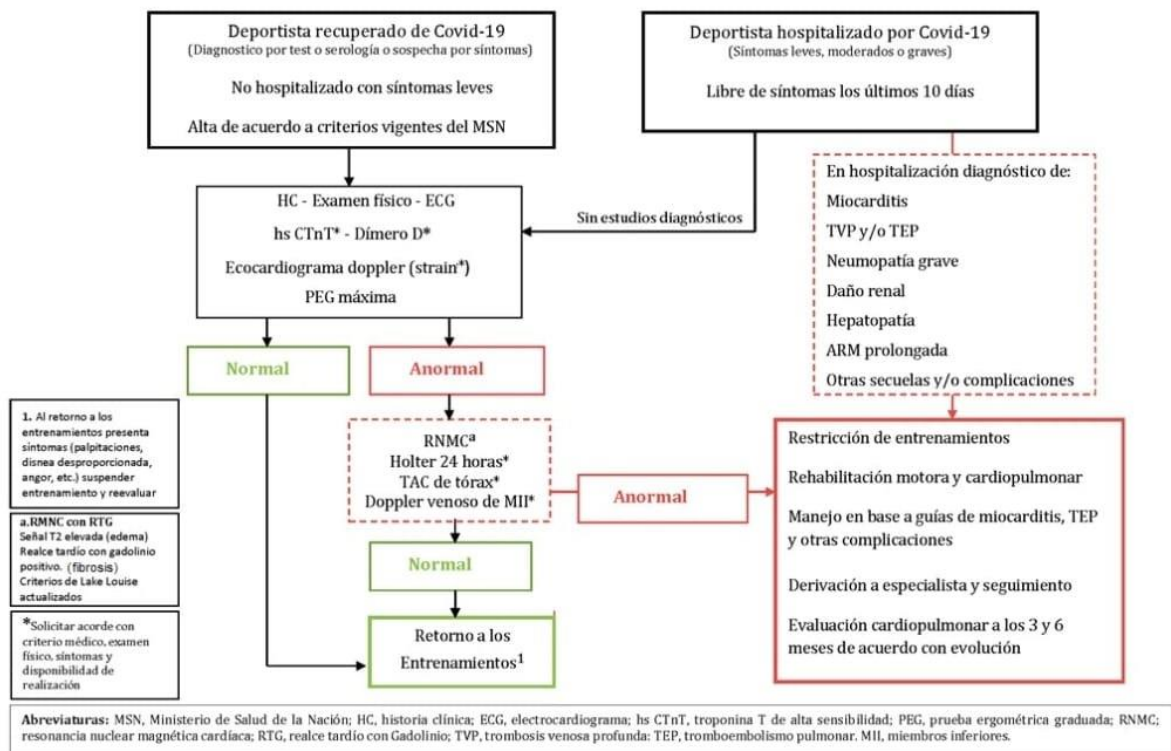 Deportista recuperado de Covid-19
(Diagnostico por test o serología o sospecha por síntomas)
No hospitalizado con síntomas leves
Alta de acuerdo a criterios vigentes del MSN
Deportista hospitalizado por Covid-19
(Síntomas leves, moderados o graves)
Libre de síntomas los últimos 10 días
HC - Examen físico - ECG
hs CTnT* - Dímero D*
Ecocardiograma doppler (strain*)
PEG máxima
Sin estudios diagnósticos
En hospitalización diagnóstico de:
Miocarditis
TVP y/o TEP
Neumopatía grave
Daño renal
Hepatopatía
ARM prolongada
Otras secuelas y/o complicaciones
Normal
Anormal
1. Al retorno a los
entrenamientos presenta
sintomas (palpitaciones,
disnea desproporcionada,
angor, etc.) suspender
entrenamiento y reevaluar
a.RMNC con RTG
Señal T2 elevada (edema)
Realce tardío con gadolinio
positivo. (fibrosis)
Criterios de Lake Louise
actualizados
*Solicitar acorde con
criterio médico, examen
físico, síntomas y
disponibilidad de
realización
RNMCª
Holter 24 horas*
TAC de tórax*
Doppler venoso de MII*
Anormal
Normal
Retorno a los
Entrenamientos¹
Restricción de entrenamientos
Rehabilitación motora y cardiopulmonar
Manejo en base a guías de miocarditis, TEP
y otras complicaciones
Derivación a especialista y seguimiento
Evaluación cardiopulmonar a los 3 y 6
meses de acuerdo con evolución
Abreviaturas: MSN, Ministerio de Salud de la Nación; HC, historia clínica; ECG, electrocardiograma; hs CTnT, troponina T de alta sensibilidad; PEG, prueba ergométrica graduada; RNMC;
resonancia nuclear magnética cardíaca; RTG, realce tardío con Gadolinio; TVP, trombosis venosa profunda: TEP, tromboembolismo pulmonar. MII, miembros inferiores.